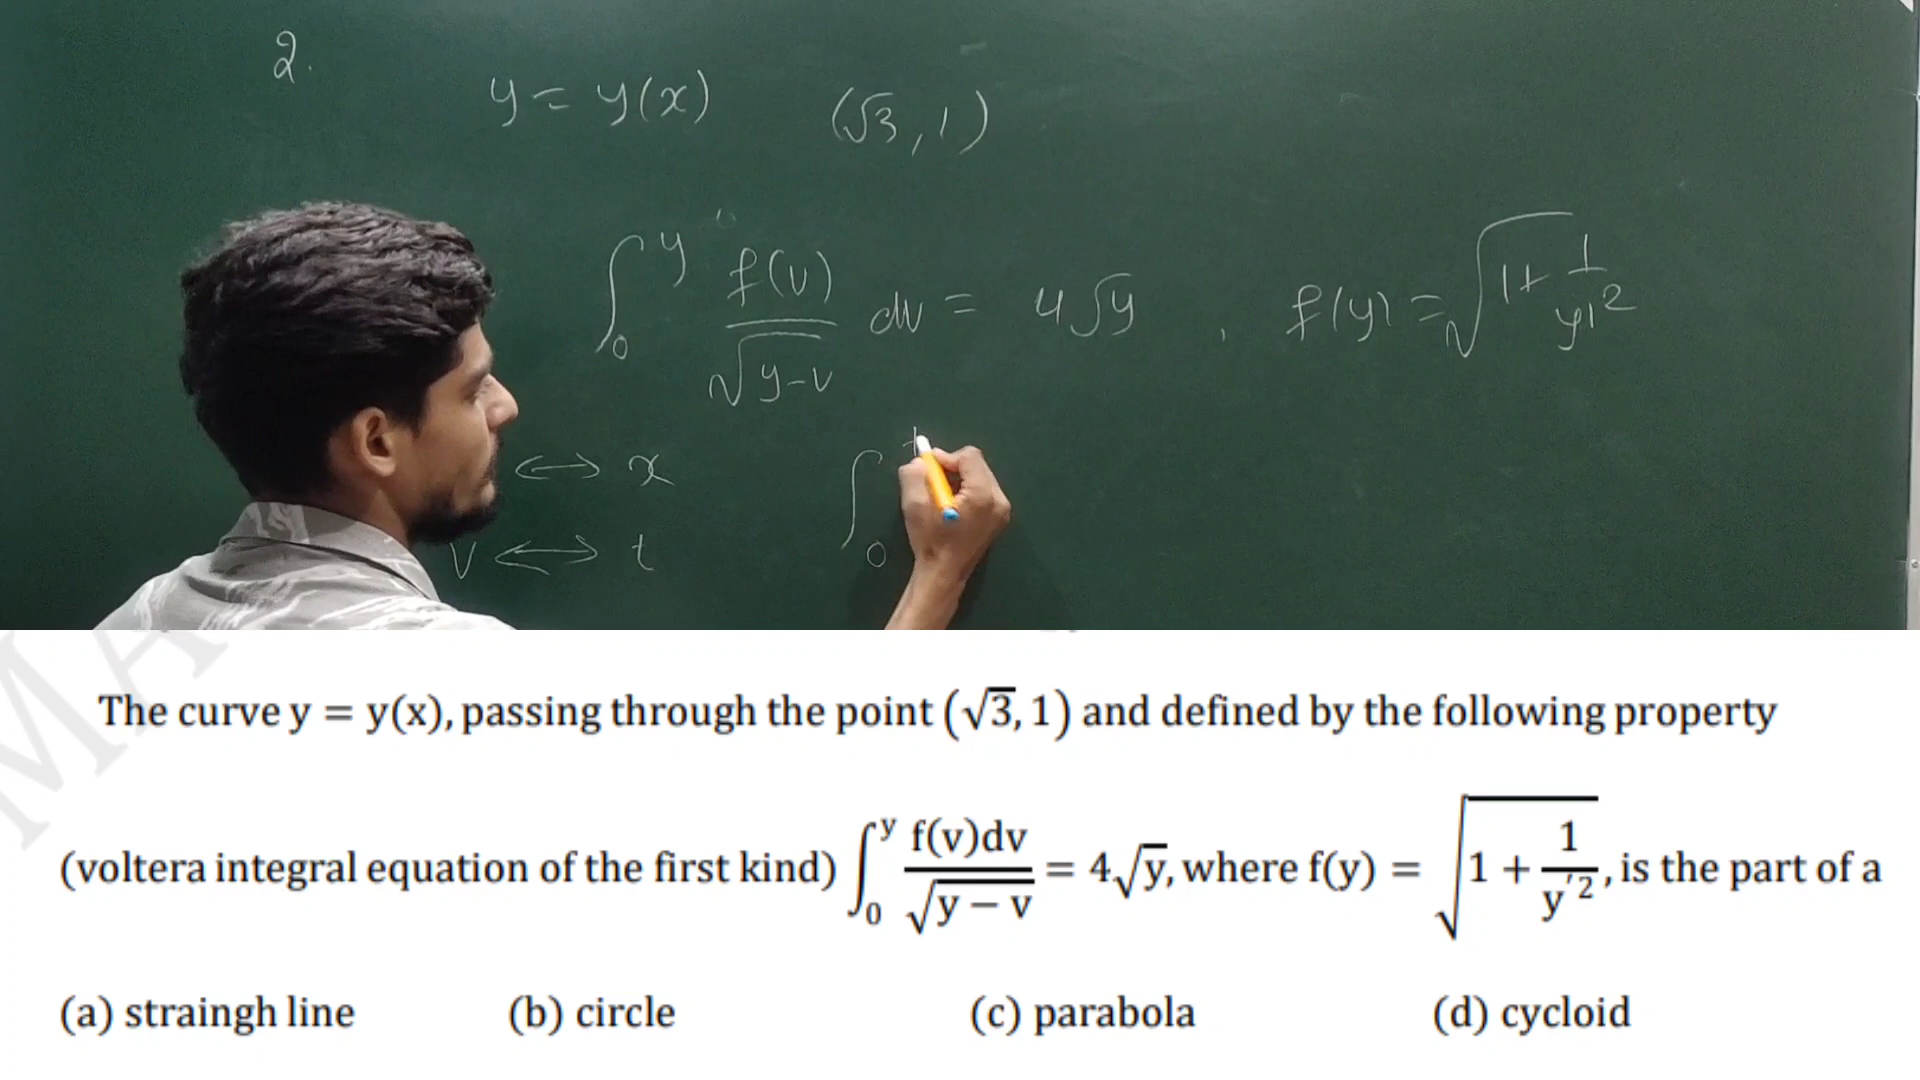 2.
y = y(x) (√3, 1)
∫₀^y f(v)/√(y-v) dv = 4√y , f(y) = √(1+1/y'²)
⟷ x ∫₀
v ⟷ t
MA
The curve y = y(x), passing through the point (√3, 1) and defined by the following property
(voltera integral equation of the first kind) ∫₀^y f(v)dv/√(y − v) = 4√y, where f(y) = √(1 + 1/y'²), is the part of a
(a) straingh line (b) circle (c) parabola (d) cycloid